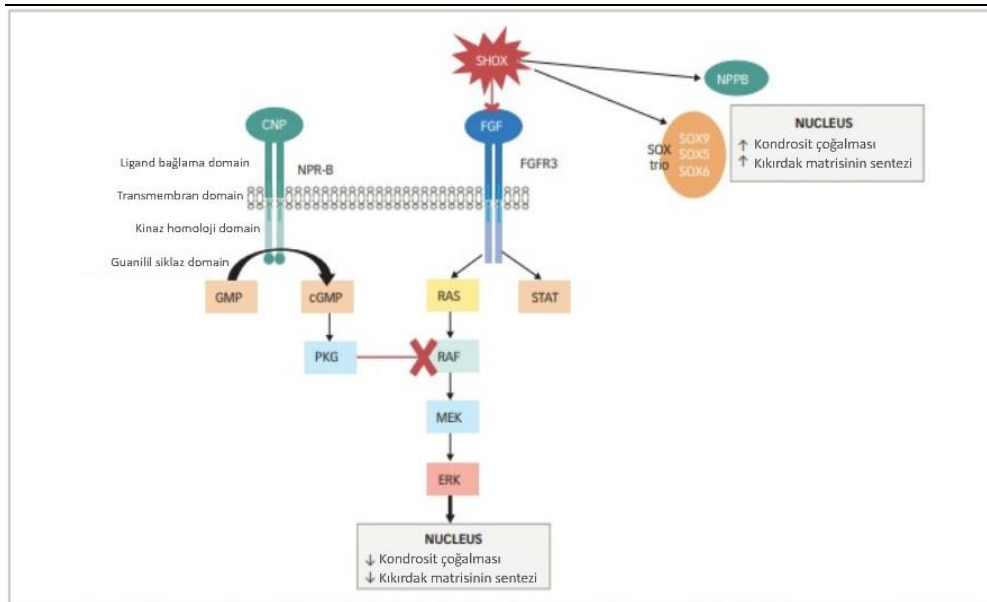 SHOX
NPPB
CNP
FGF
NUCLEUS
↑ Kondrosit çoğalması
↑ Kıkırdak matrisinin sentezi
SOX trio
SOX9
SOX5
SOX6
Ligand bağlama domain
NPR-B
FGFR3
Transmembran domain
Kinaz homoloji domain
Guanilil siklaz domain
GMP
cGMP
RAS
STAT
PKG
RAF
MEK
ERK
NUCLEUS
↓ Kondrosit çoğalması
↓ Kıkırdak matrisinin sentezi